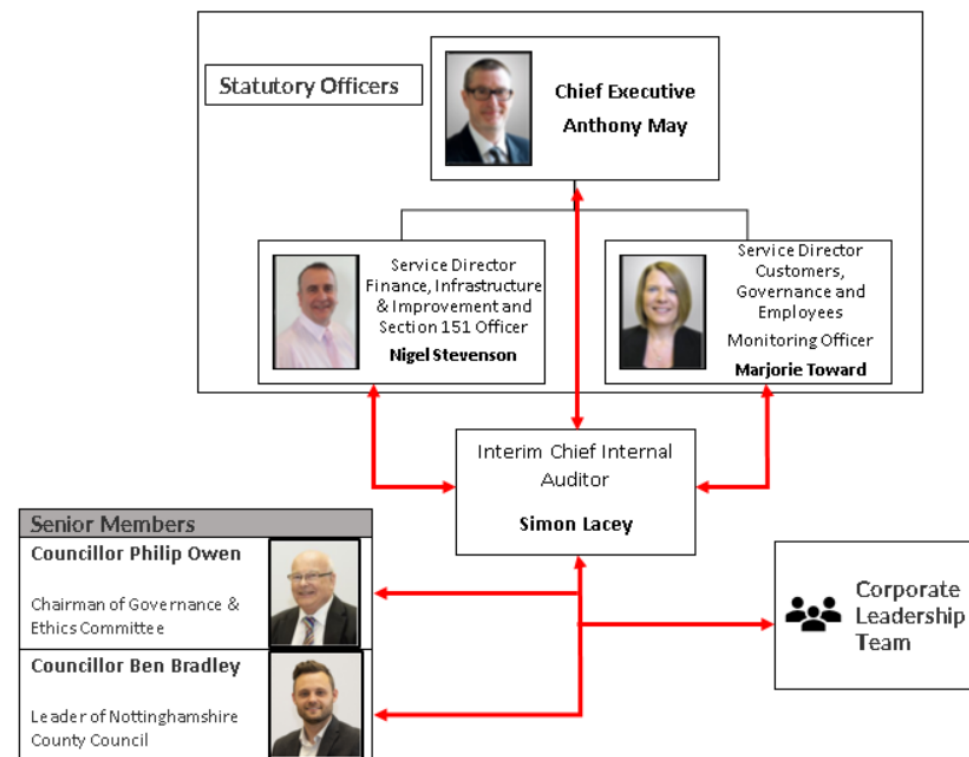 Statutory Officers
Chief Executive
Anthony May
Service Director
Finance, Infrastructure
& Improvement and
Section 151 Officer
Nigel Stevenson
Service Director
Customers,
Governance and
Employees
Monitoring Officer
Marjorie Toward
Interim Chief Internal
Auditor
Simon Lacey
Senior Members
Councillor Philip Owen
Chairman of Governance &
Ethics Committee
Councillor Ben Bradley
Leader of Nottinghamshire
County Council
Corporate
Leadership
Team